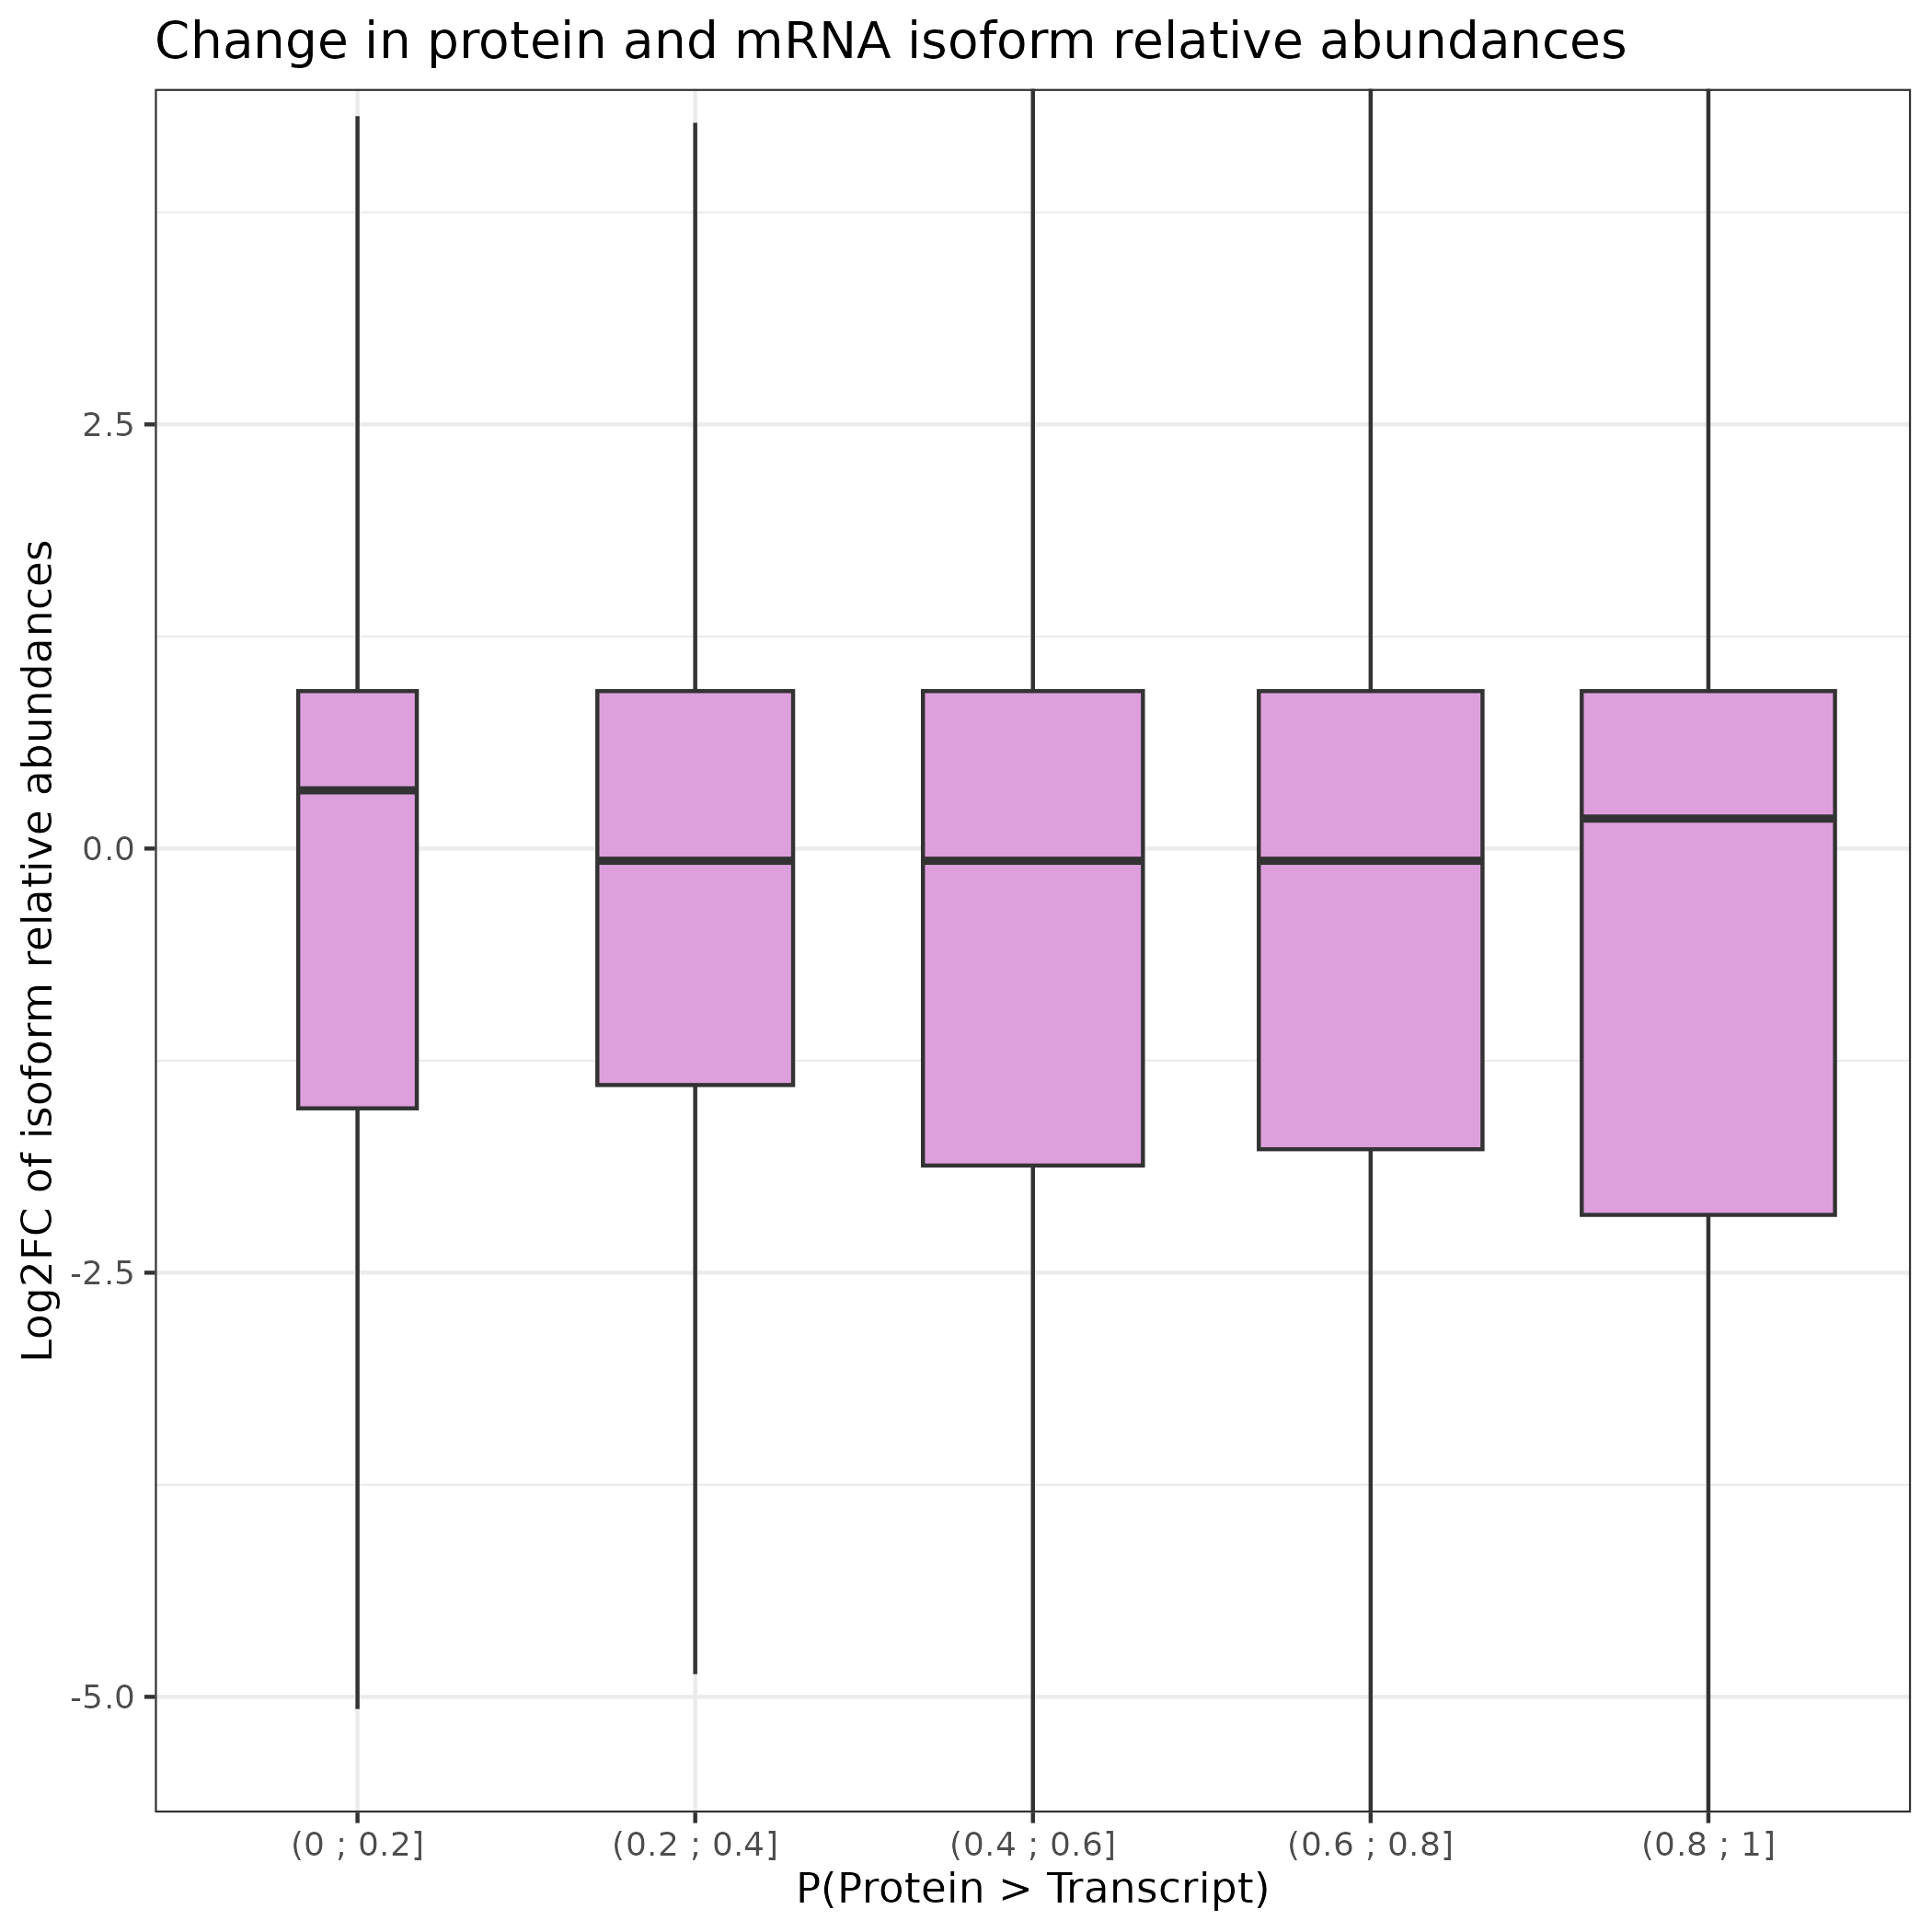 Change in protein and mRNA isoform relative abundances
Log2FC of isoform relative abundances
2.5
0.0
-2.5
-5.0
(0 ; 0.2]
(0.2 ; 0.4]
(0.4 ; 0.6]
(0.6 ; 0.8]
(0.8 ; 1]
P(Protein > Transcript)